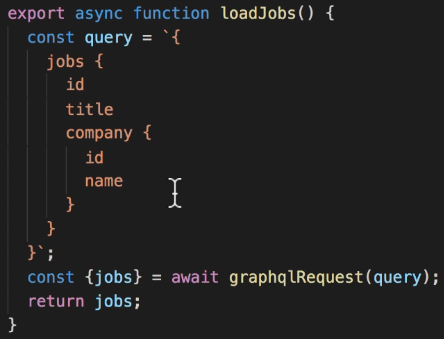 export async function loadJobs() {
  const query = `{
    jobs {
      id
      title
      company {
        id
        name
      }
    }
  }`;
  const {jobs} = await graphqlRequest(query);
  return jobs;
}